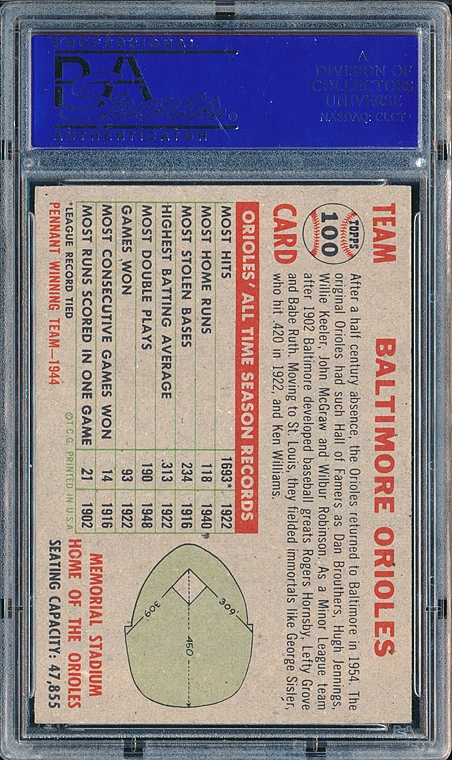 PROFESSIONAL
PSA
AUTHENTICATOR
A
DIVISION OF
COLLECTORS
UNIVERSE
NASDAQ: CLCT
TEAM
TOPPS
100
CARD
BALTIMORE ORIOLES
After a half century absence, the Orioles returned to Baltimore in 1954. The
original Orioles had such Hall of Famers as Dan Brouthers, Hugh Jennings,
Willie Keeler, John McGraw and Wilbur Robinson. As a Minor League team
after 1902 Baltimore developed baseball greats Rogers Hornsby, Lefty Grove
and Babe Ruth. Moving to St. Louis, they fielded immortals like George Sisler,
who hit .420 in 1922, and Ken Williams.
ORIOLES' ALL TIME SEASON RECORDS
MOST HITS 1693* 1922
MOST HOME RUNS 118 1940
MOST STOLEN BASES 234 1916
HIGHEST BATTING AVERAGE .313 1922
MOST DOUBLE PLAYS 190 1948
GAMES WON 93 1922
MOST CONSECUTIVE GAMES WON 14 1916
MOST RUNS SCORED IN ONE GAME 21 1902
*LEAGUE RECORD TIED
PENNANT WINNING TEAM—1944
©T.C.G. PRINTED IN U.S.A.
309
450
309
MEMORIAL STADIUM
HOME OF THE ORIOLES
SEATING CAPACITY: 47,855